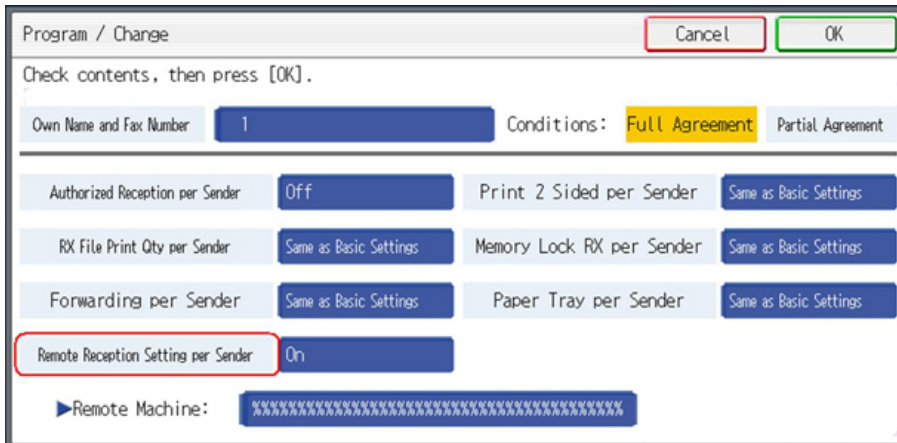 Program / Change Cancel OK
Check contents, then press [OK].
Own Name and Fax Number 1 Conditions: Full Agreement Partial Agreement
Authorized Reception per Sender Off Print 2 Sided per Sender Same as Basic Settings
RX File Print Qty per Sender Same as Basic Settings Memory Lock RX per Sender Same as Basic Settings
Forwarding per Sender Same as Basic Settings Paper Tray per Sender Same as Basic Settings
Remote Reception Setting per Sender On
▶Remote Machine: %%%%%%%%%%%%%%%%%%%%%%%%%%%%%%%%%%%%%%%%